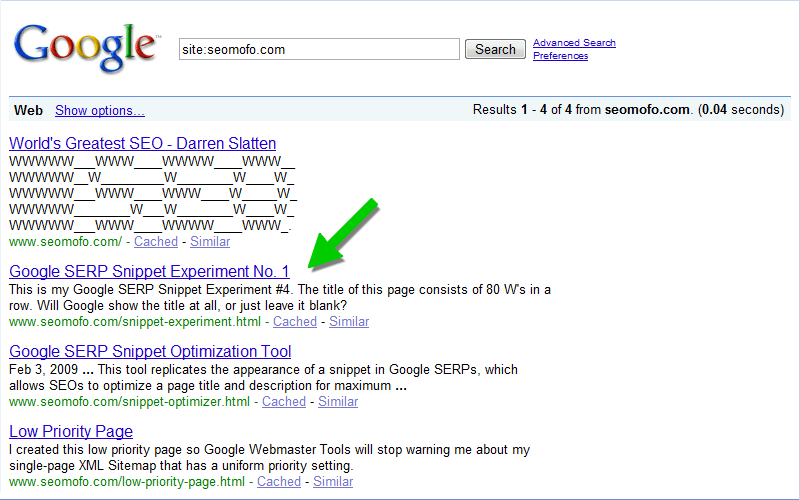 Google™
site:seomofo.com
Search
Advanced Search
Preferences
Web Show options...
Results 1 - 4 of 4 from seomofo.com. (0.04 seconds)
World's Greatest SEO - Darren Slatten
WWWWWW___WWW____WWWWW____WWW__
WWWWWW__W_________W________W____W_
WWWWWW___WWW____WWW____W_____W_
WWWWWW________W___W________W____W_
WWWWWW___WWW____WWWWW____WWW_.
www.seomofo.com/ - Cached - Similar
Google SERP Snippet Experiment No. 1
This is my Google SERP Snippet Experiment #4. The title of this page consists of 80 W's in a
row. Will Google show the title at all, or just leave it blank?
www.seomofo.com/snippet-experiment.html - Cached - Similar
Google SERP Snippet Optimization Tool
Feb 3, 2009 ... This tool replicates the appearance of a snippet in Google SERPs, which
allows SEOs to optimize a page title and description for maximum ...
www.seomofo.com/snippet-optimizer.html - Cached - Similar
Low Priority Page
I created this low priority page so Google Webmaster Tools will stop warning me about my
single-page XML Sitemap that has a uniform priority setting.
www.seomofo.com/low-priority-page.html - Cached - Similar